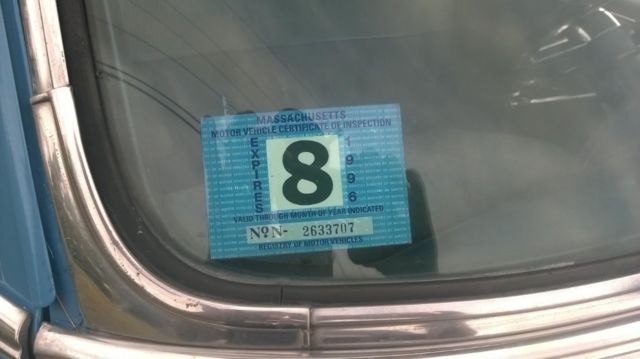 MASSACHUSETTS
MOTOR VEHICLE CERTIFICATE OF INSPECTION
EXPIRES 8 1996
VALID THROUGH MONTH OF YEAR INDICATED
NoN- 2633707
REGISTRY OF MOTOR VEHICLES